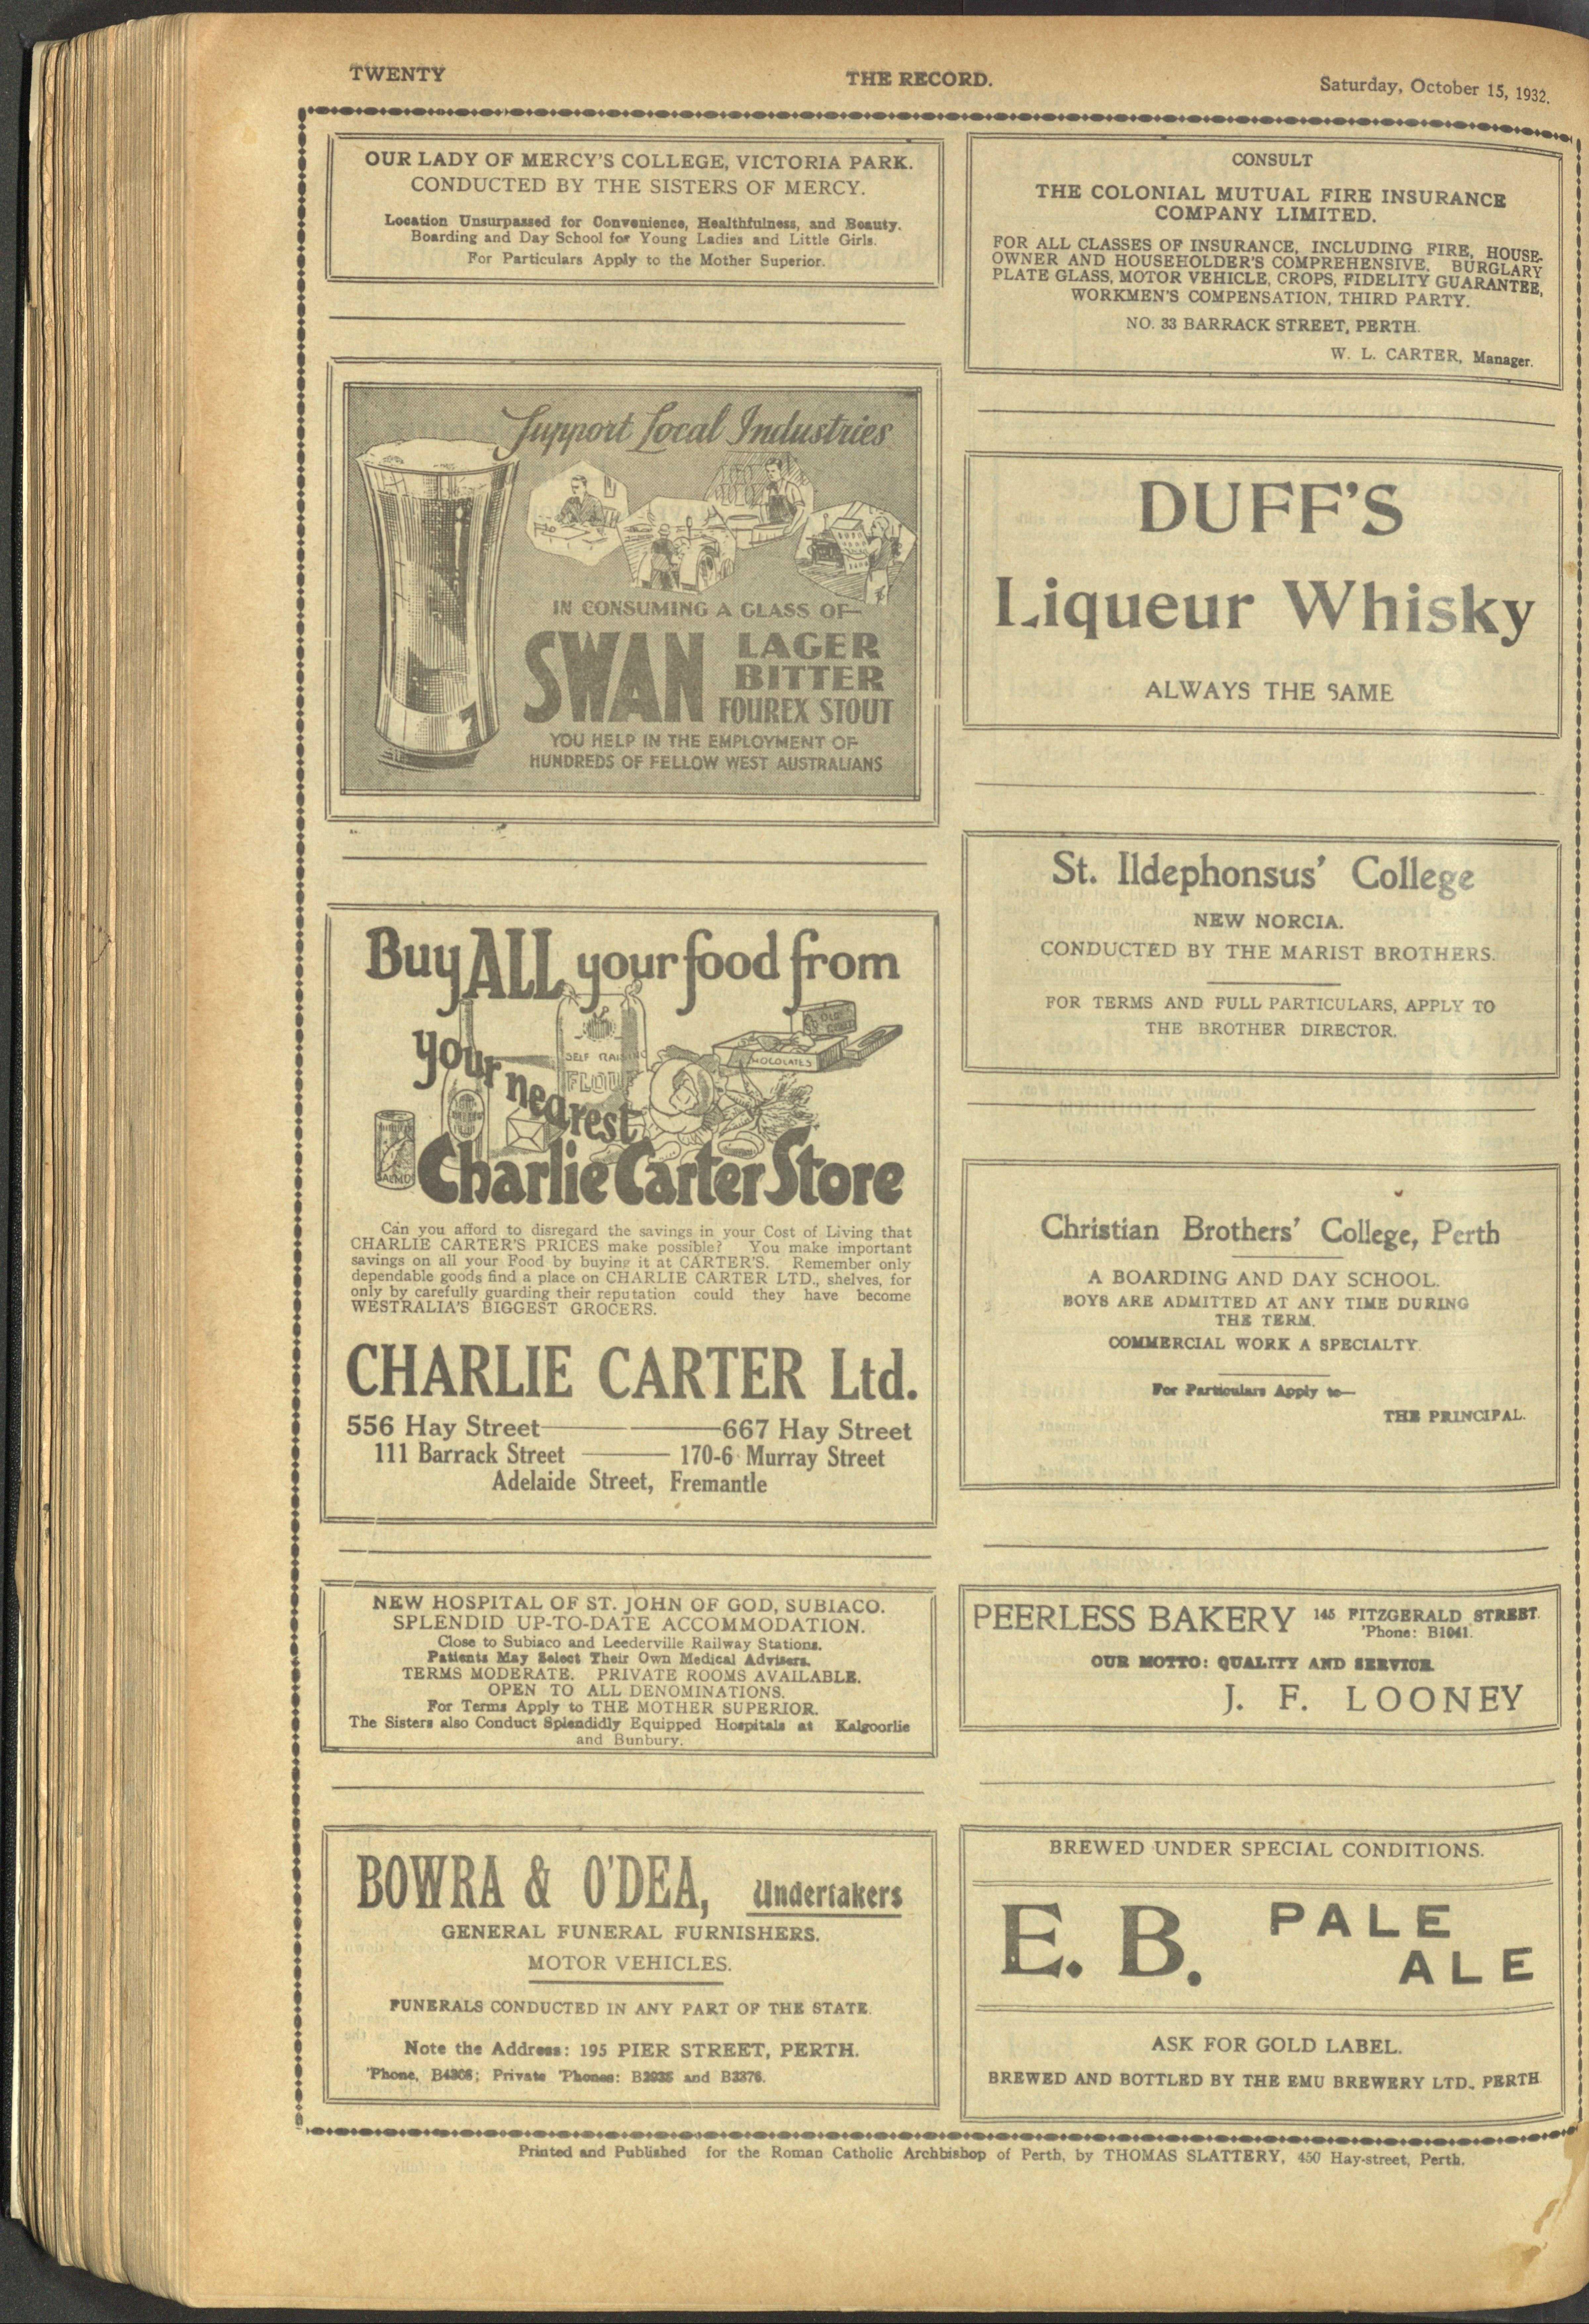 TWENTY
THE RECORD.
Saturday, October 15, 1932.
OUR LADY OF MERCY'S COLLEGE, VICTORIA PARK.
CONDUCTED BY THE SISTERS OF MERCY.
Location Unsurpassed for Convenience, Healthfulness, and Beauty.
Boarding and Day School for Young Ladies and Little Girls.
For Particulars Apply to the Mother Superior.
Support Local Industries
IN CONSUMING A GLASS OF—
SWAN LAGER
BITTER
FOUREX STOUT
YOU HELP IN THE EMPLOYMENT OF
HUNDREDS OF FELLOW WEST AUSTRALIANS
Buy ALL your food from
your nearest
SELF RAISING
FLOUR
CHOCOLATES
Charlie Carter Store
Can you afford to disregard the savings in your Cost of Living that
CHARLIE CARTER'S PRICES make possible? You make important
savings on all your Food by buying it at CARTER'S. Remember only
dependable goods find a place on CHARLIE CARTER LTD., shelves, for
only by carefully guarding their reputation could they have become
WESTRALIA'S BIGGEST GROCERS.
CHARLIE CARTER Ltd.
556 Hay Street — 667 Hay Street
111 Barrack Street — 170-6 Murray Street
Adelaide Street, Fremantle
NEW HOSPITAL OF ST. JOHN OF GOD, SUBIACO.
SPLENDID UP-TO-DATE ACCOMMODATION.
Close to Subiaco and Leederville Railway Stations.
Patients May Select Their Own Medical Advisers.
TERMS MODERATE. PRIVATE ROOMS AVAILABLE.
OPEN TO ALL DENOMINATIONS.
For Terms Apply to THE MOTHER SUPERIOR.
The Sisters also Conduct Splendidly Equipped Hospitals at Kalgoorlie
and Bunbury.
BOWRA & O'DEA, Undertakers
GENERAL FUNERAL FURNISHERS.
MOTOR VEHICLES.
FUNERALS CONDUCTED IN ANY PART OF THE STATE.
Note the Address: 195 PIER STREET, PERTH.
'Phone, B4308; Private 'Phones: B2938 and B3376.
CONSULT
THE COLONIAL MUTUAL FIRE INSURANCE
COMPANY LIMITED.
FOR ALL CLASSES OF INSURANCE, INCLUDING FIRE, HOUSE-
OWNER AND HOUSEHOLDER'S COMPREHENSIVE, BURGLARY
PLATE GLASS, MOTOR VEHICLE, CROPS, FIDELITY GUARANTEE,
WORKMEN'S COMPENSATION, THIRD PARTY.
NO. 33 BARRACK STREET, PERTH.
W. L. CARTER, Manager.
DUFF'S
Liqueur Whisky
ALWAYS THE SAME
St. Ildephonsus' College
NEW NORCIA.
CONDUCTED BY THE MARIST BROTHERS.
FOR TERMS AND FULL PARTICULARS, APPLY TO
THE BROTHER DIRECTOR.
Christian Brothers' College, Perth
A BOARDING AND DAY SCHOOL.
BOYS ARE ADMITTED AT ANY TIME DURING
THE TERM.
COMMERCIAL WORK A SPECIALTY.
For Particulars Apply to—
THE PRINCIPAL.
PEERLESS BAKERY 145 FITZGERALD STREET.
'Phone: B1041.
OUR MOTTO: QUALITY AND SERVICE.
J. F. LOONEY
BREWED UNDER SPECIAL CONDITIONS.
E. B. PALE
ALE
ASK FOR GOLD LABEL.
BREWED AND BOTTLED BY THE EMU BREWERY LTD., PERTH
Printed and Published for the Roman Catholic Archbishop of Perth, by THOMAS SLATTERY, 450 Hay-street, Perth.